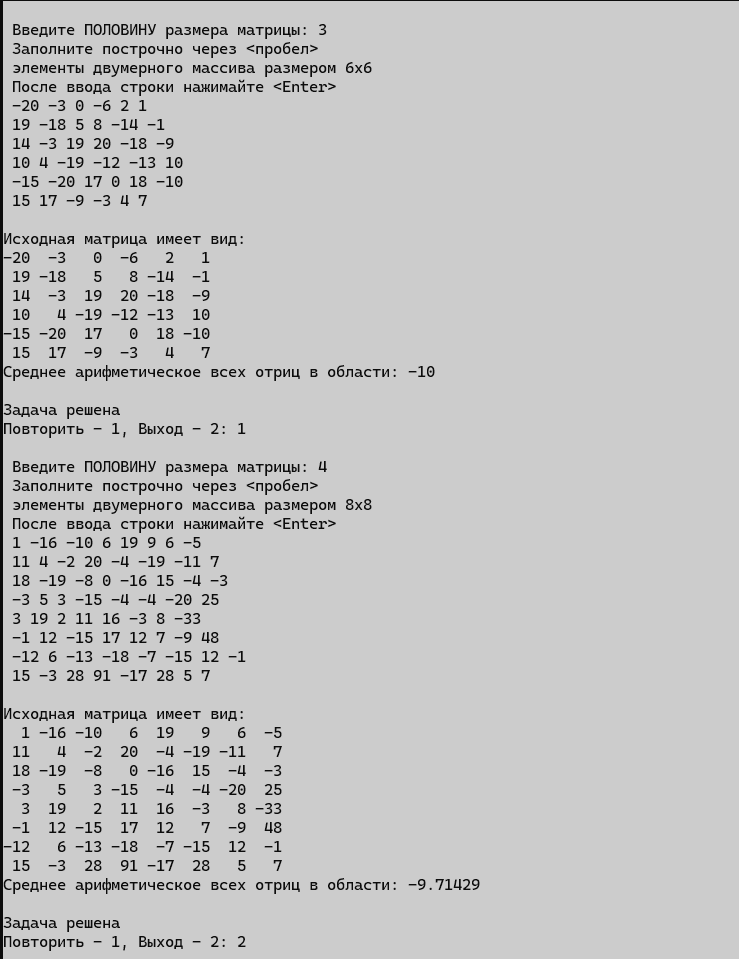 Введите ПОЛОВИНУ размера матрицы: 3
Заполните построчно через <пробел>
элементы двумерного массива размером 6x6
После ввода строки нажимайте <Enter>
-20 -3 0 -6 2 1
19 -18 5 8 -14 -1
14 -3 19 20 -18 -9
10 4 -19 -12 -13 10
-15 -20 17 0 18 -10
15 17 -9 -3 4 7
Исходная матрица имеет вид:
-20  -3   0  -6   2   1
 19 -18   5   8 -14  -1
 14  -3  19  20 -18  -9
 10   4 -19 -12 -13  10
-15 -20  17   0  18 -10
 15  17  -9  -3   4   7
Среднее арифметическое всех отриц в области: -10
Задача решена
Повторить - 1, Выход - 2: 1
Введите ПОЛОВИНУ размера матрицы: 4
Заполните построчно через <пробел>
элементы двумерного массива размером 8x8
После ввода строки нажимайте <Enter>
1 -16 -10 6 19 9 6 -5
11 4 -2 20 -4 -19 -11 7
18 -19 -8 0 -16 15 -4 -3
-3 5 3 -15 -4 -4 -20 25
3 19 2 11 16 -3 8 -33
-1 12 -15 17 12 7 -9 48
-12 6 -13 -18 -7 -15 12 -1
15 -3 28 91 -17 28 5 7
Исходная матрица имеет вид:
  1 -16 -10   6  19   9   6  -5
 11   4  -2  20  -4 -19 -11   7
 18 -19  -8   0 -16  15  -4  -3
 -3   5   3 -15  -4  -4 -20  25
  3  19   2  11  16  -3   8 -33
 -1  12 -15  17  12   7  -9  48
-12   6 -13 -18  -7 -15  12  -1
 15  -3  28  91 -17  28   5   7
Среднее арифметическое всех отриц в области: -9.71429
Задача решена
Повторить - 1, Выход - 2: 2